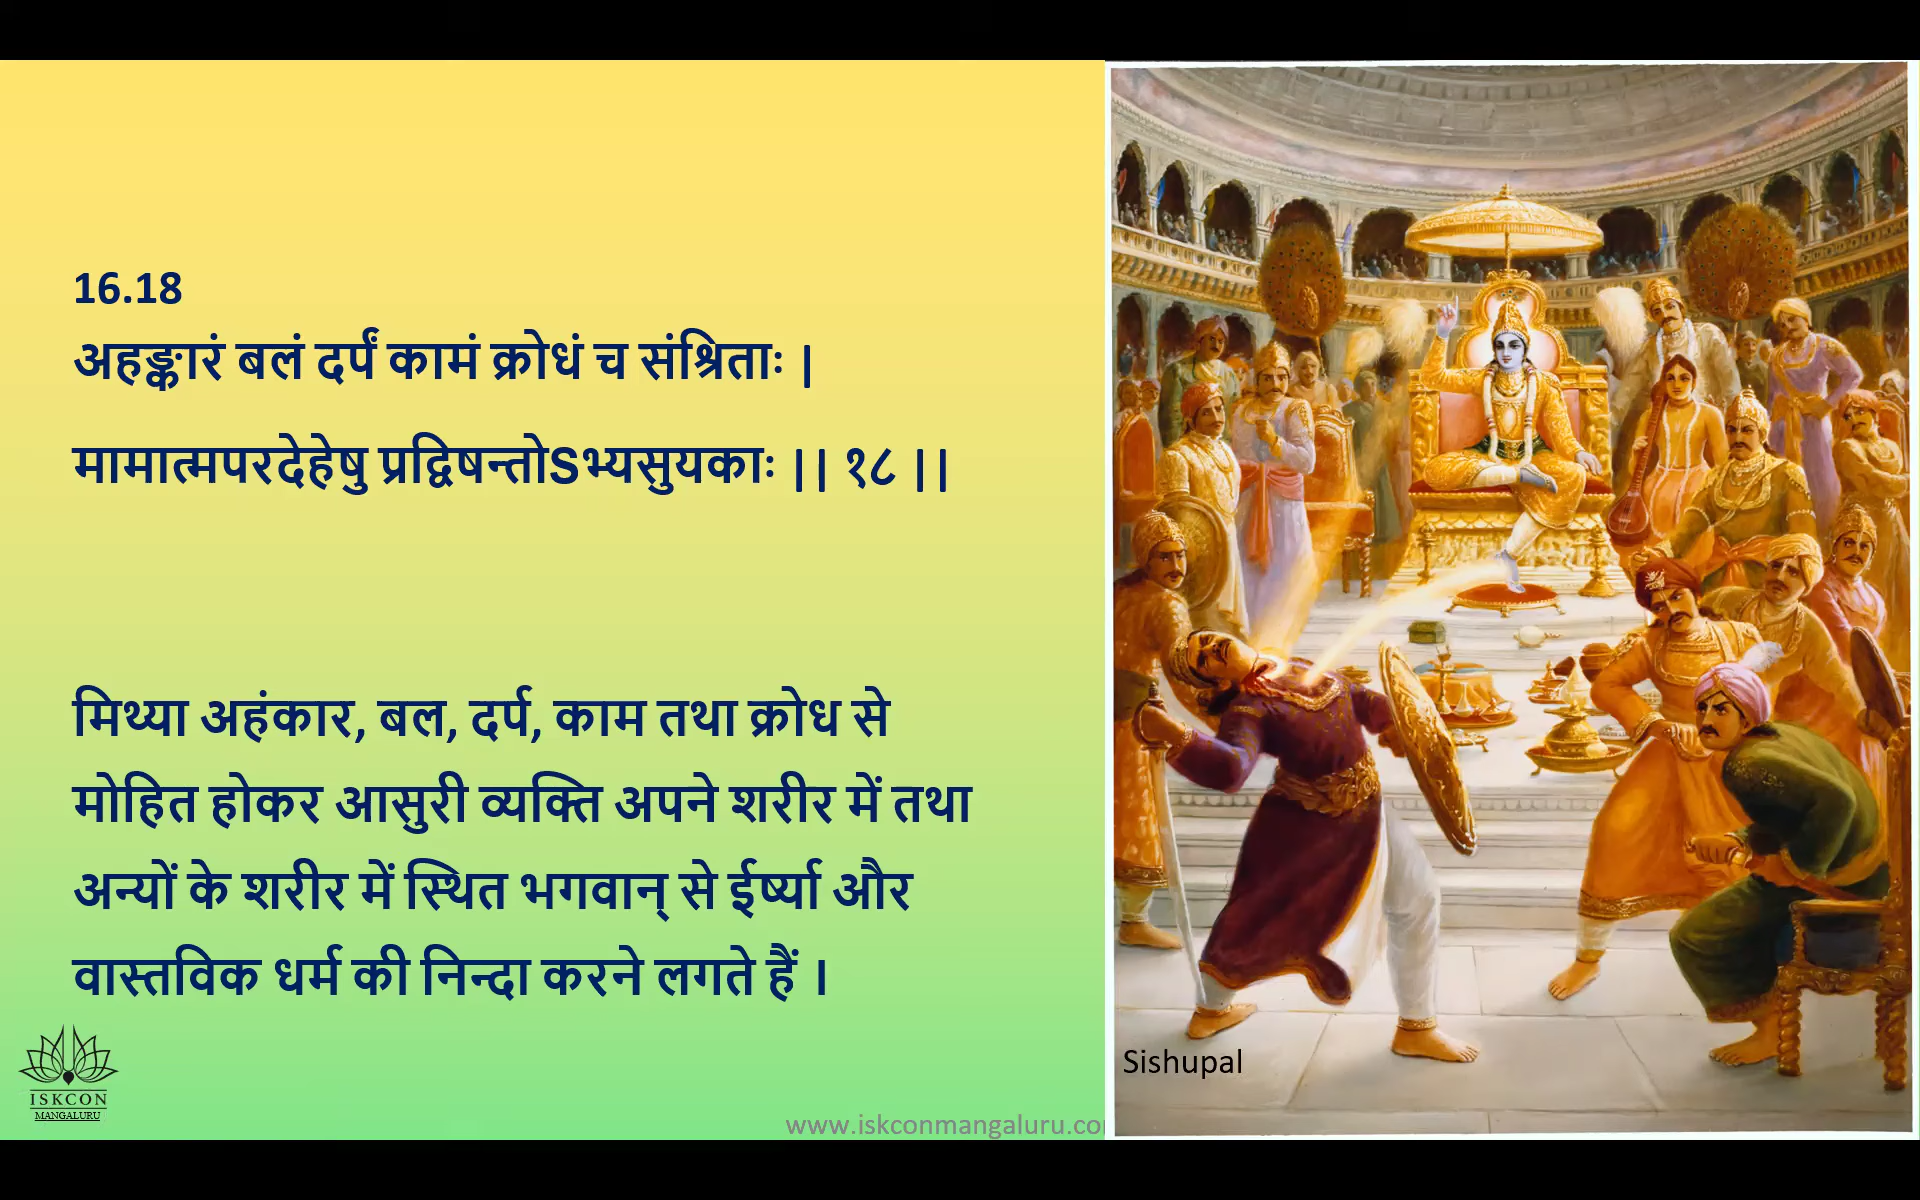 16.18
अहङ्कारं बलं दर्पं कामं क्रोधं च संश्रिताः |
मामात्मपरदेहेषु प्रद्विषन्तोSभ्यसुयकाः || १८ ||
मिथ्या अहंकार, बल, दर्प, काम तथा क्रोध से
मोहित होकर आसुरी व्यक्ति अपने शरीर में तथा
अन्यों के शरीर में स्थित भगवान् से ईर्ष्या और
वास्तविक धर्म की निन्दा करने लगते हैं ।
ISKCON
MANGALURU
www.iskconmangaluru.co
Sishupal